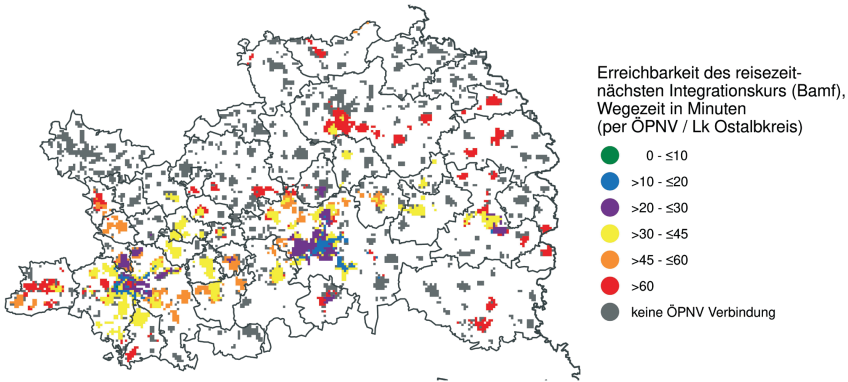 Erreichbarkeit des reisezeit-
nächsten Integrationskurs (Bamf),
Wegezeit in Minuten
(per ÖPNV / Lk Ostalbkreis)
0 - ≤10
>10 - ≤20
>20 - ≤30
>30 - ≤45
>45 - ≤60
>60
keine ÖPNV Verbindung